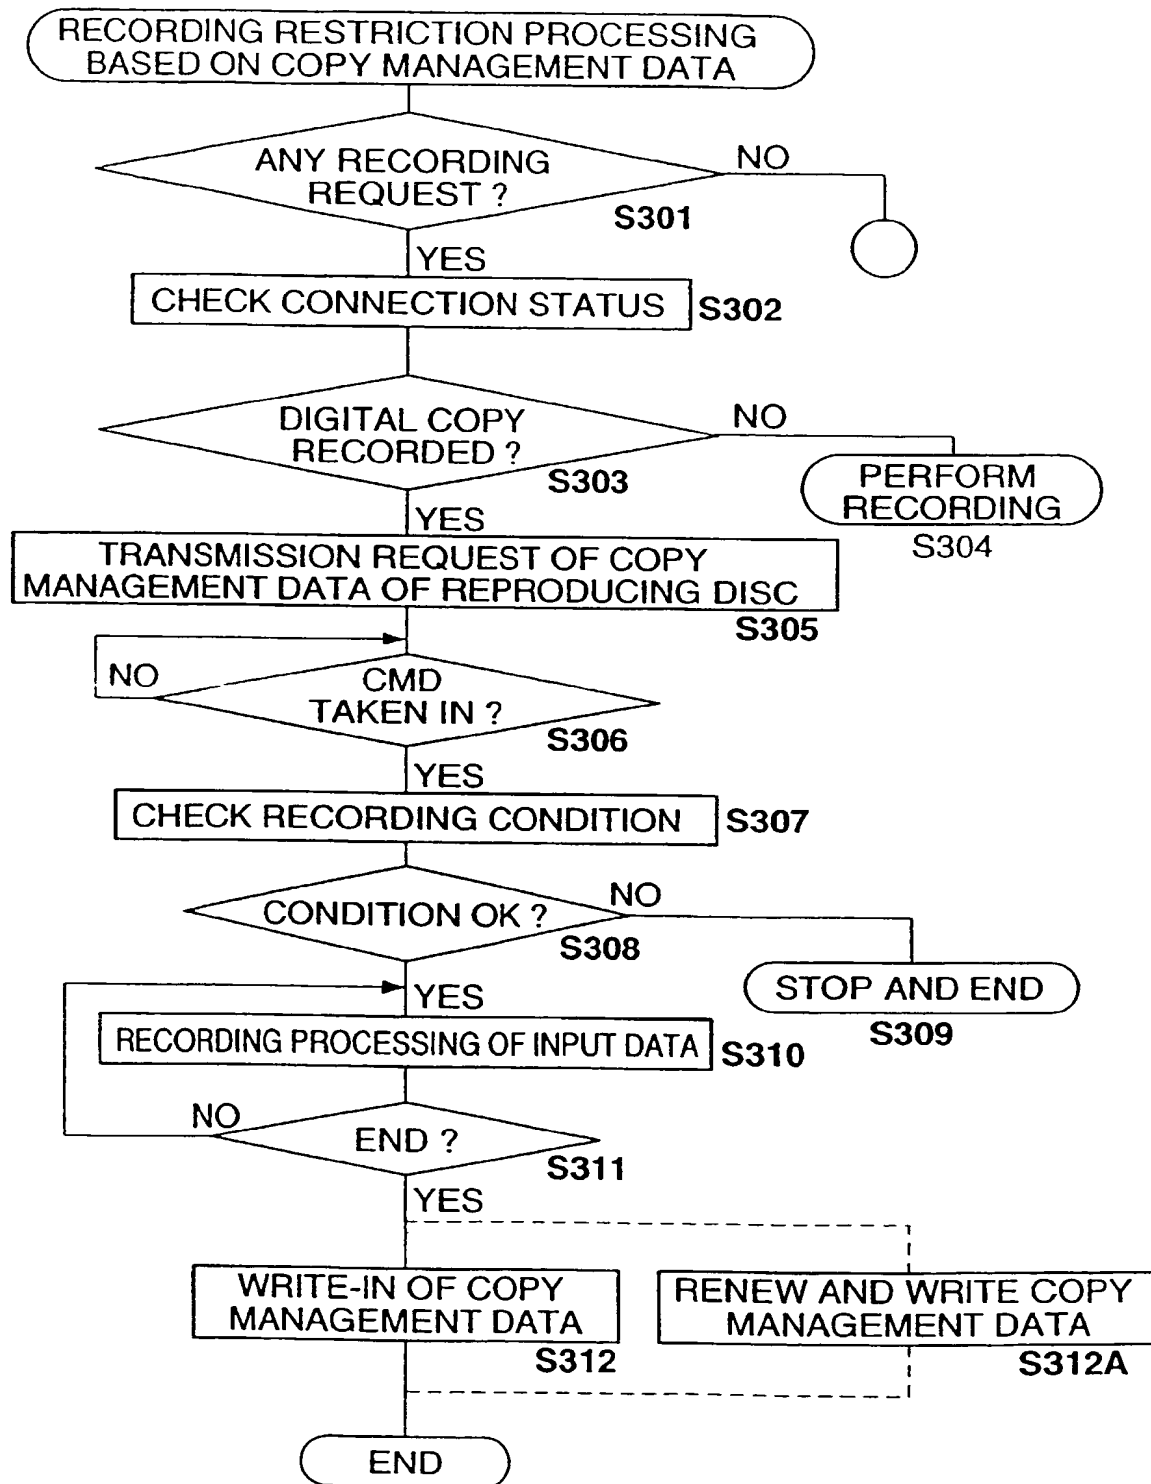 RECORDING RESTRICTION PROCESSING
BASED ON COPY MANAGEMENT DATA
ANY RECORDING
REQUEST ?
S301
NO
YES
CHECK CONNECTION STATUS
S302
DIGITAL COPY
RECORDED ?
S303
NO
PERFORM
RECORDING
S304
YES
TRANSMISSION REQUEST OF COPY
MANAGEMENT DATA OF REPRODUCING DISC
S305
NO
CMD
TAKEN IN ?
S306
YES
CHECK RECORDING CONDITION
S307
CONDITION OK ?
S308
NO
STOP AND END
S309
YES
RECORDING PROCESSING OF INPUT DATA
S310
NO
END ?
S311
YES
WRITE-IN OF COPY
MANAGEMENT DATA
S312
RENEW AND WRITE COPY
MANAGEMENT DATA
S312A
END